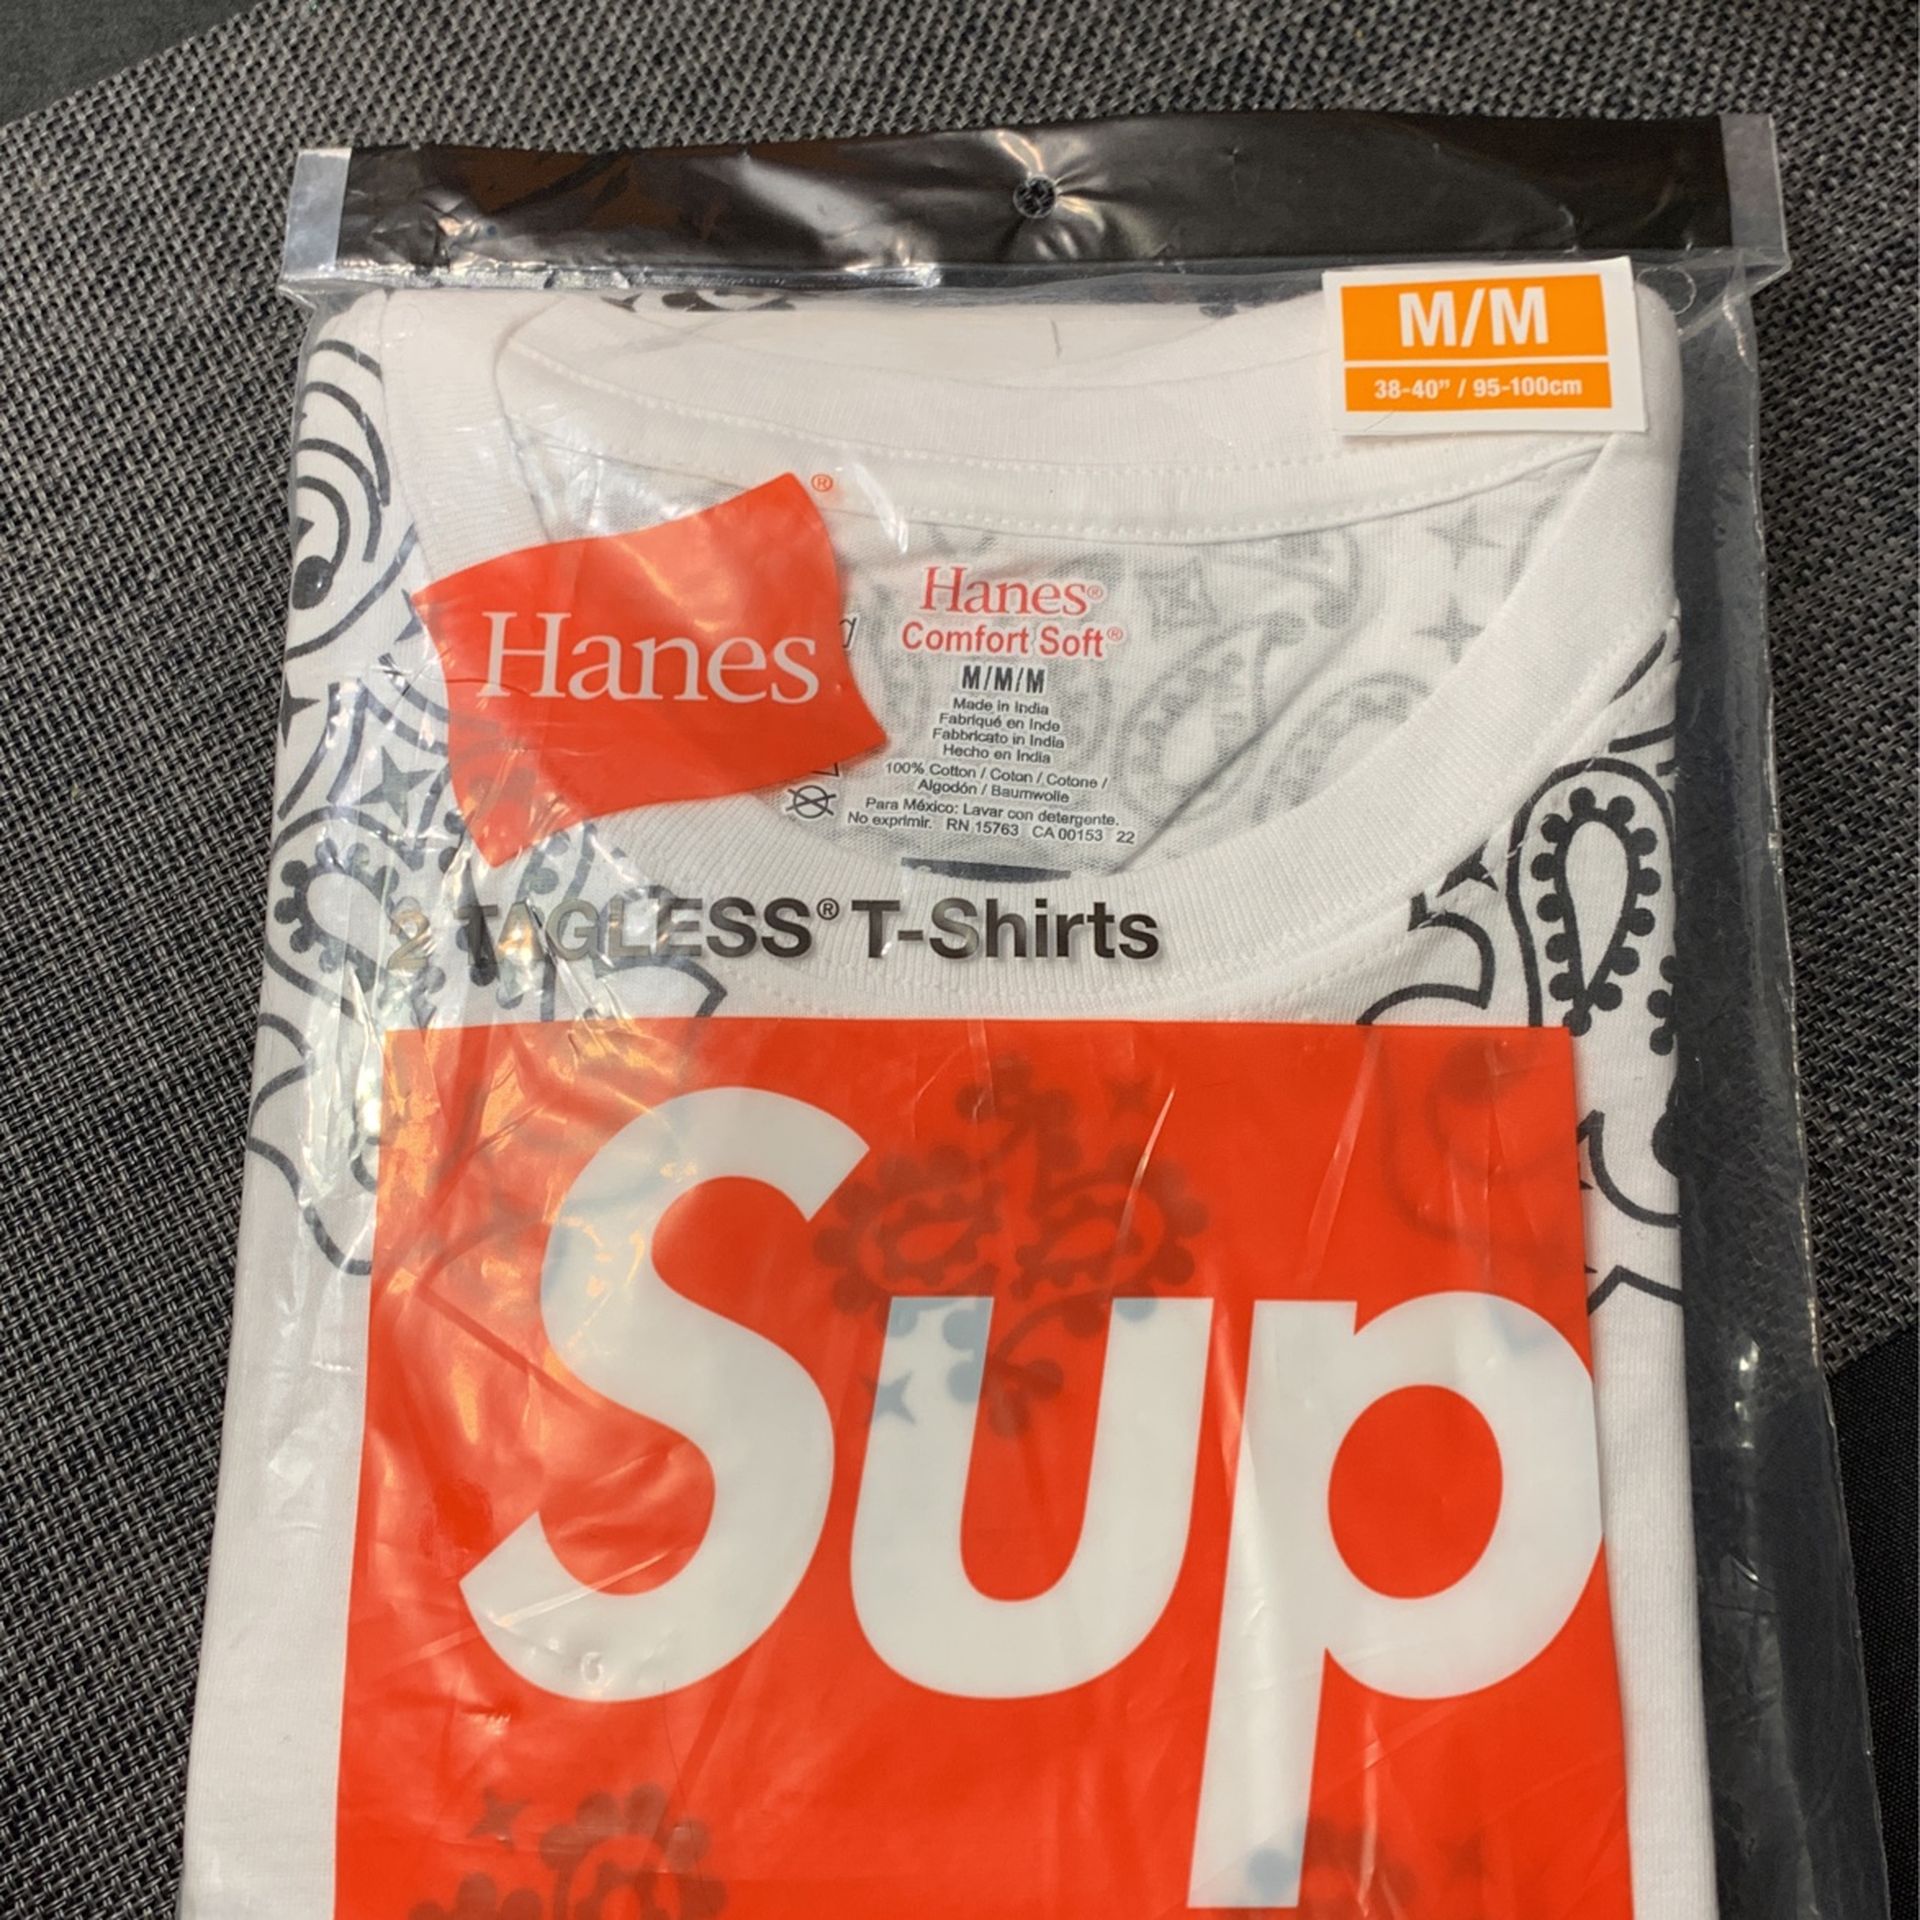 M/M
38-40" / 95-100cm
Hanes®
Hanes®
Comfort Soft®
M/M/M
Made in India
Fabriqué en Inde
Fabbricato in India
Hecho en India
100% Cotton / Coton / Cotone /
Algodón / Baumwolle
Para México: Lavar con detergente.
No exprimir. RN 15763 CA 00153 22
2 TAGLESS® T-Shirts
Sup